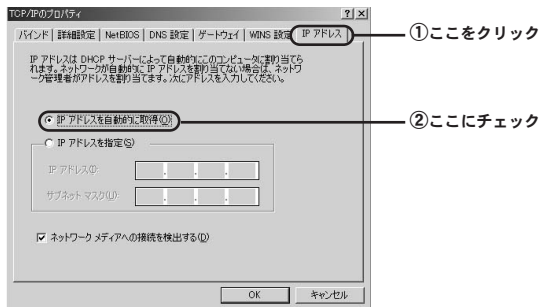 TCP/IPのプロパティ
バインド 詳細設定 NetBIOS DNS 設定 ゲートウェイ WINS 設定 IP アドレス
①ここをクリック
IP アドレスは DHCP サーバーによって自動的にこのコンピュータに割り当てら
れます。ネットワークが自動的に IP アドレスを割り当てない場合は、ネットワ
ーク管理者がアドレスを割り当てます。次にアドレスを入力してください。
IP アドレスを自動的に取得(O)
②ここにチェック
IP アドレスを指定(S)
IP アドレス(I):
サブネット マスク(U):
ネットワーク メディアへの接続を検出する(D)
OK キャンセル